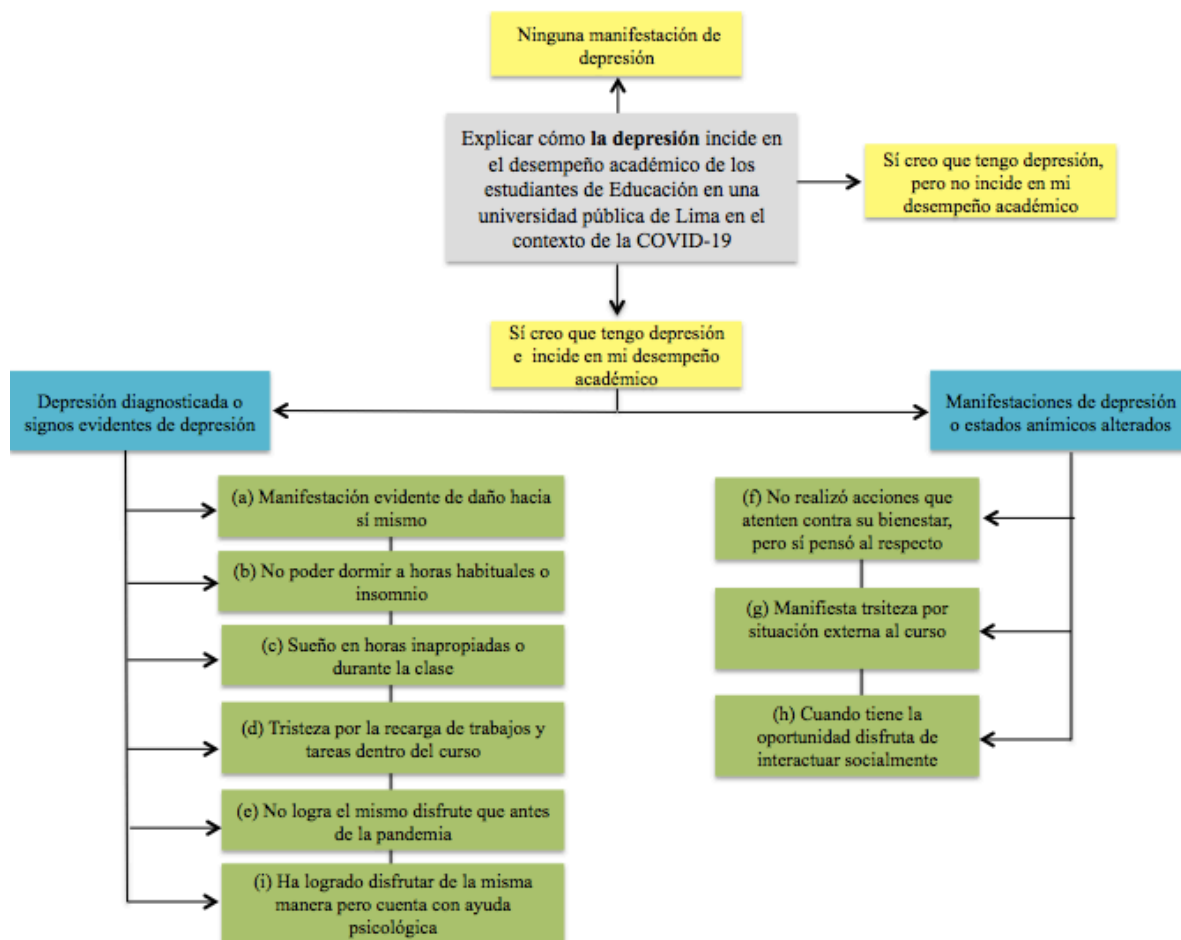 Ninguna manifestación de
depresión
Explicar cómo la depresión incide en
el desempeño académico de los
estudiantes de Educación en una
universidad pública de Lima en el
contexto de la COVID-19
Sí creo que tengo depresión,
pero no incide en mi
desempeño académico
Sí creo que tengo depresión
e incide en mi desempeño
académico
Depresión diagnosticada o
signos evidentes de depresión
Manifestaciones de depresión
o estados anímicos alterados
(a) Manifestación evidente de daño hacia
sí mismo
(b) No poder dormir a horas habituales o
insomnio
(c) Sueño en horas inapropiadas o
durante la clase
(d) Tristeza por la recarga de trabajos y
tareas dentro del curso
(e) No logra el mismo disfrute que antes
de la pandemia
(i) Ha logrado disfrutar de la misma
manera pero cuenta con ayuda
psicológica
(f) No realizó acciones que
atenten contra su bienestar,
pero sí pensó al respecto
(g) Manifiesta trsiteza por
situación externa al curso
(h) Cuando tiene la
oportunidad disfruta de
interactuar socialmente